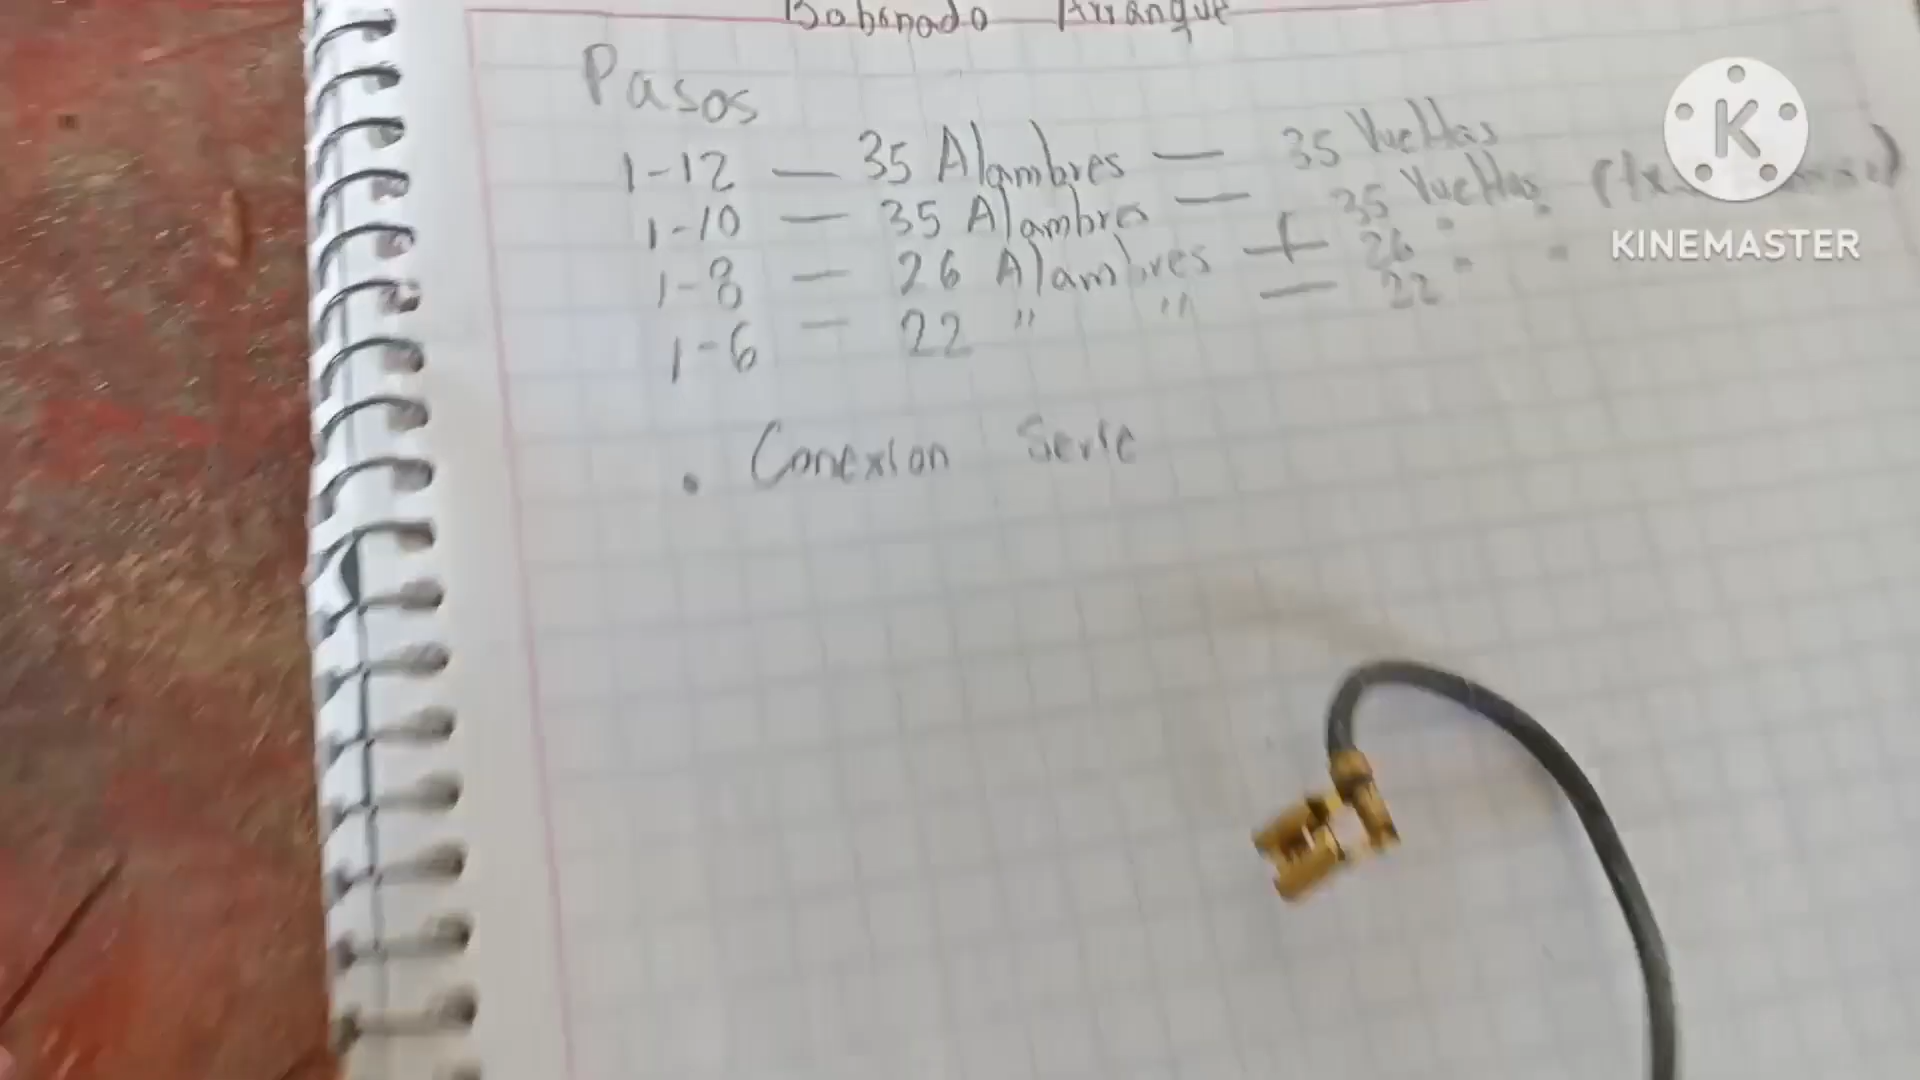 Bobinado Arranque
Pasos
1-12 — 35 Alambres — 35 Vueltas
1-10 — 35 Alambres — 35 Vueltas
1-8 — 26 Alambres + 26 " "
1-6 — 22 " " — 22 " "
. Conexion Serie
KINEMASTER